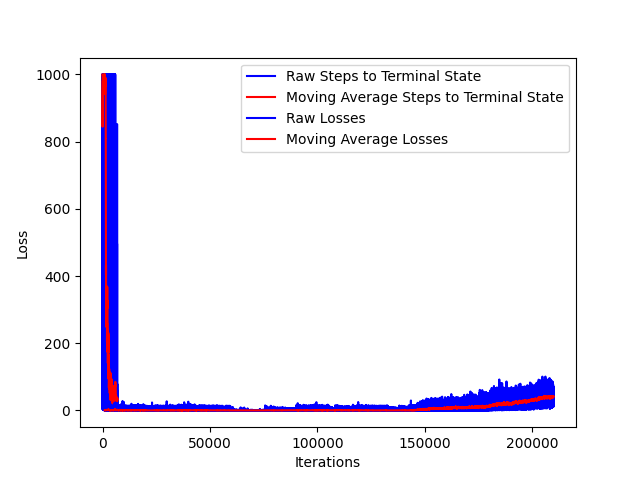 Raw Steps to Terminal State
Moving Average Steps to Terminal State
Raw Losses
Moving Average Losses
1000
800
600
400
200
0
Loss
0
50000
100000
150000
200000
Iterations